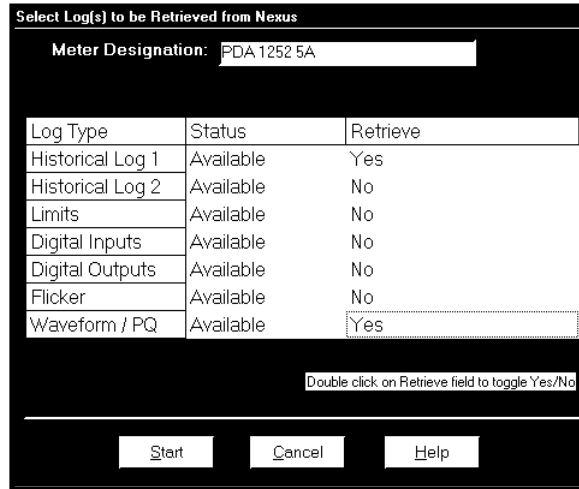 Select Log(s) to be Retrieved from Nexus
Meter Designation: PDA 1252 5A
Log Type Status Retrieve
Historical Log 1 Available Yes
Historical Log 2 Available No
Limits Available No
Digital Inputs Available No
Digital Outputs Available No
Flicker Available No
Waveform / PQ Available Yes
Double click on Retrieve field to toggle Yes/No
Start Cancel Help